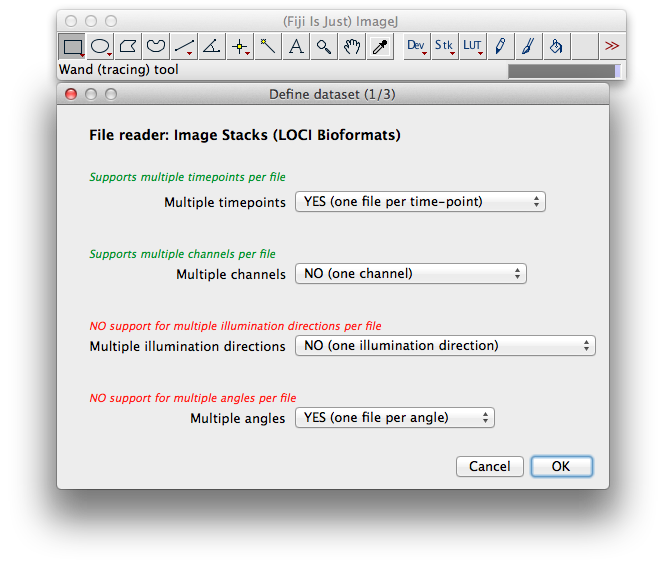 (Fiji Is Just) ImageJ
A Dev Stk LUT >>
Wand (tracing) tool
Define dataset (1/3)
File reader: Image Stacks (LOCI Bioformats)
Supports multiple timepoints per file
Multiple timepoints YES (one file per time-point)
Supports multiple channels per file
Multiple channels NO (one channel)
NO support for multiple illumination directions per file
Multiple illumination directions NO (one illumination direction)
NO support for multiple angles per file
Multiple angles YES (one file per angle)
Cancel OK